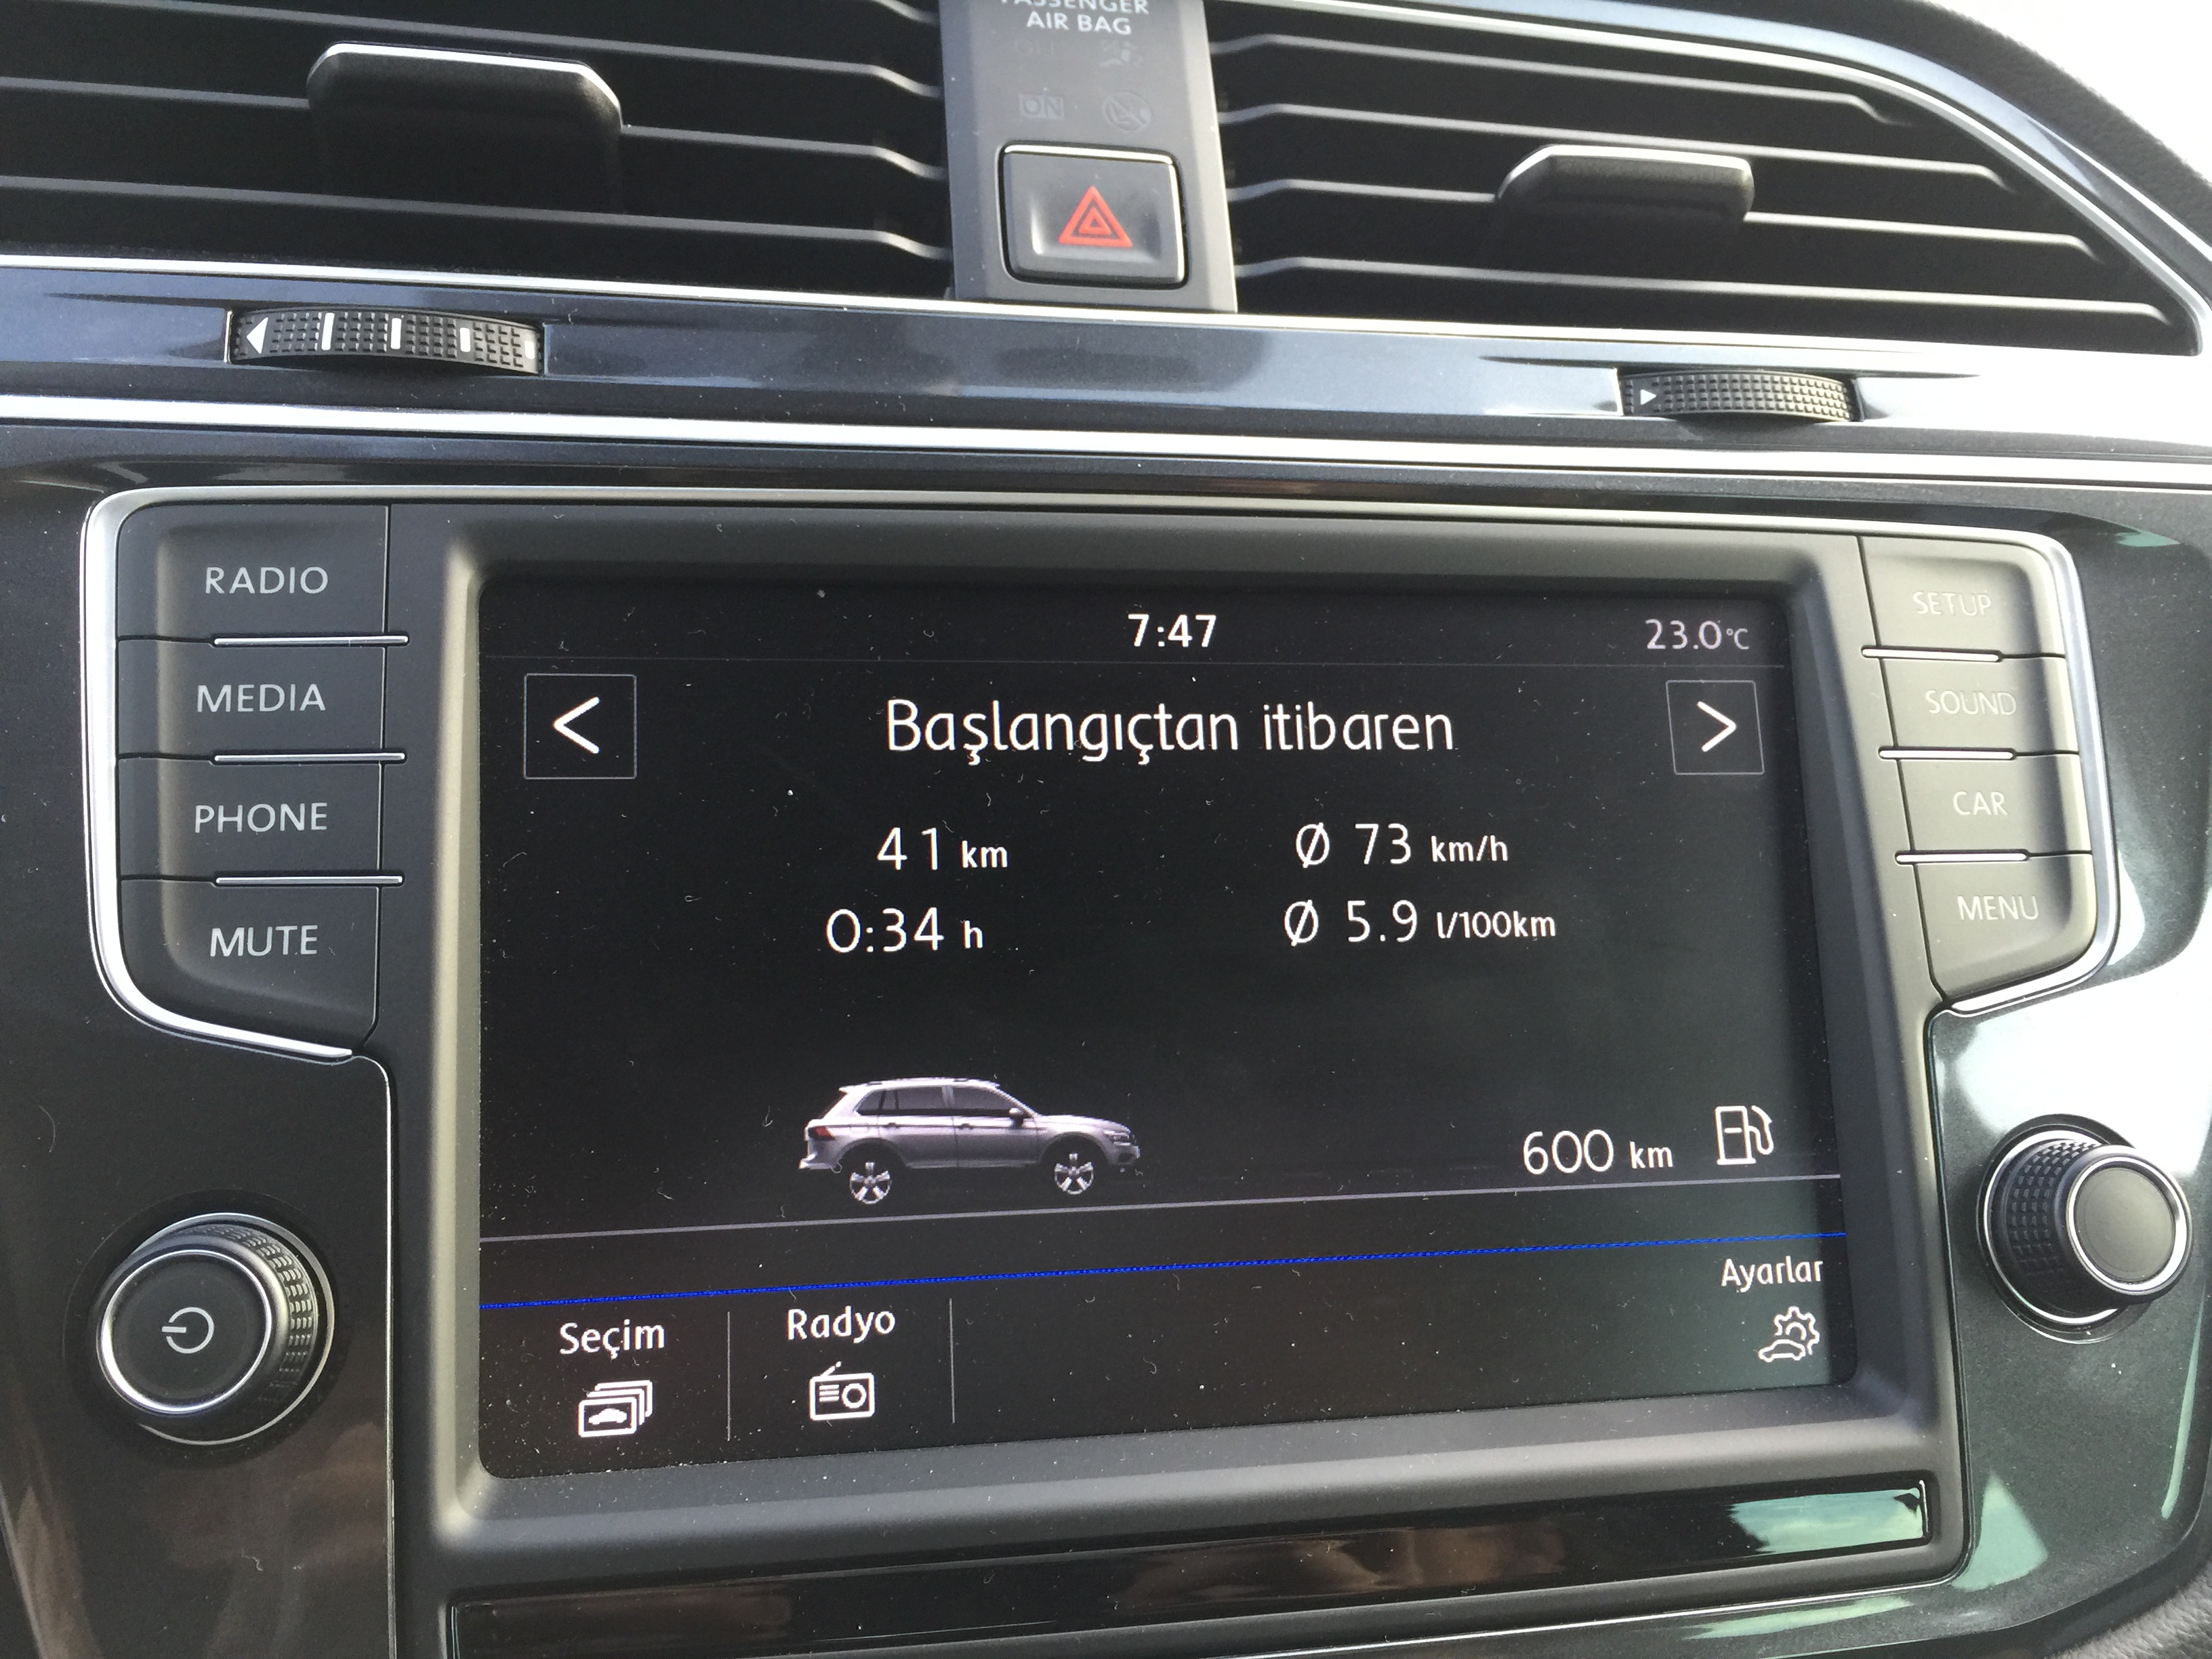 PASSENGER
AIR BAG
ON
RADIO
MEDIA
PHONE
MUTE
7:47
23.0°C
<
Başlangıçtan itibaren
>
41 km
Ø 73 km/h
0:34 h
Ø 5.9 l/100km
600 km
Seçim
Radyo
Ayarlar
SETUP
SOUND
CAR
MENU